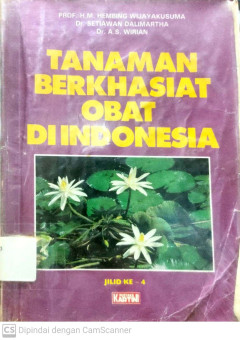 PROF. H.M. HEMBING WIJAYAKUSUMA
Dr. SETIAWAN DALIMARTHA
Dr. A.S. WIRIAN
TANAMAN
BERKHASIAT
OBAT
DI INDONESIA
JILID KE - 4
CS Dipindai dengan CamScanner